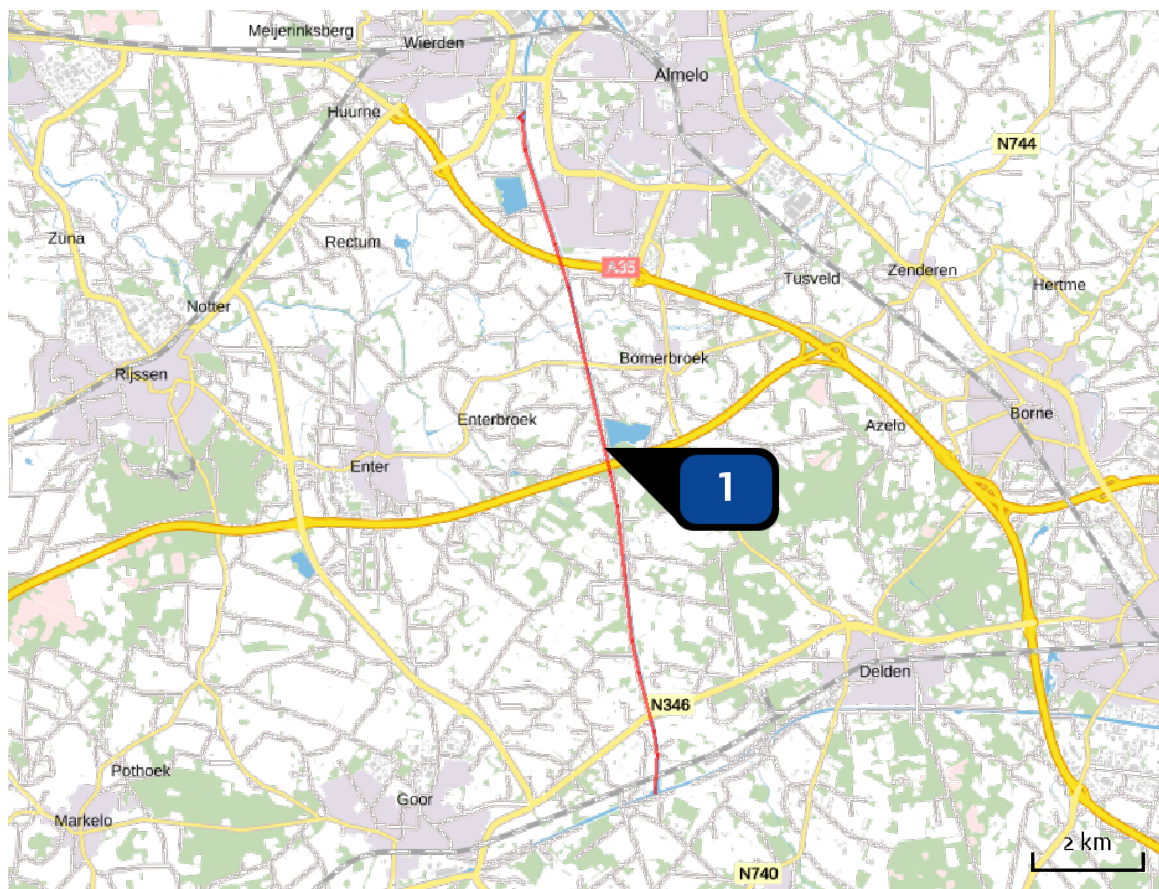 Meijerinksberg
Wierden
Almelo
Huurne
N744
Zuna
Rectum
A35
Tusveld
Zenderen
Hertme
Notter
Bornerbroek
Rijssen
Enterbroek
Borne
Azelo
Enter
1
Delden
N346
Pothoek
Goor
Markelo
2 km
N740